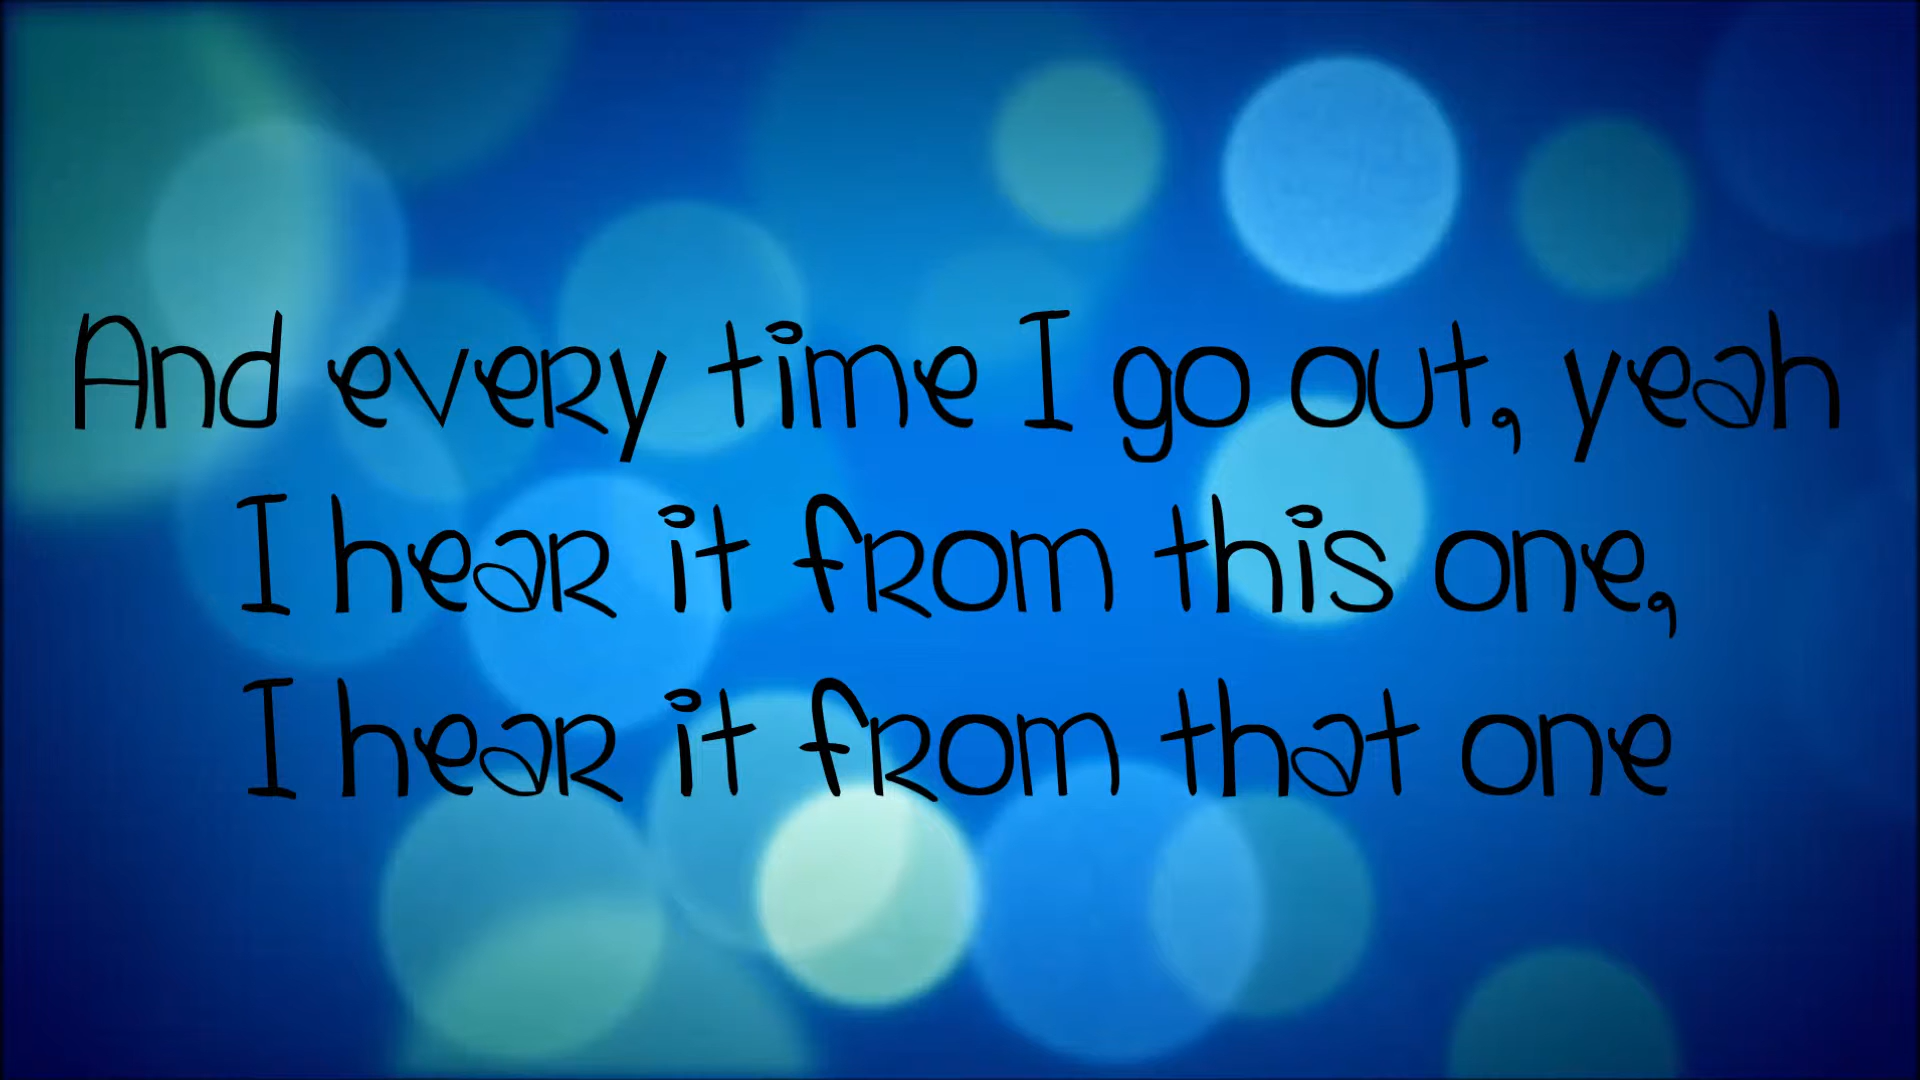 And every time I go out, yeah
I hear it from this one,
I hear it from that one